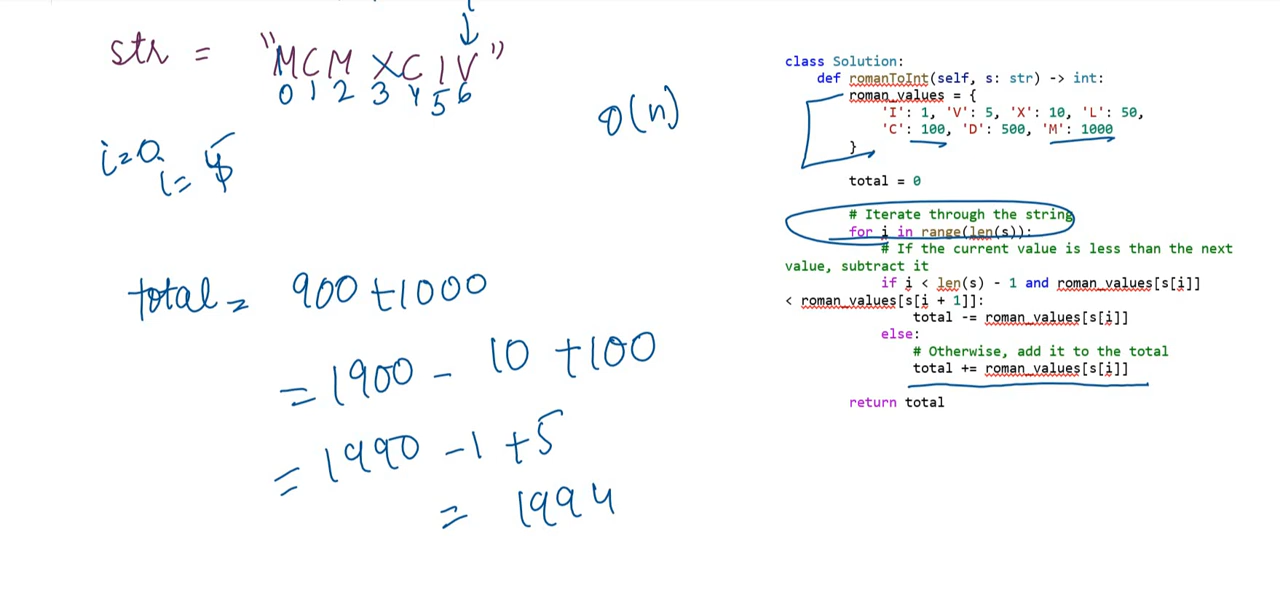 str = "MCMXCIV"
0 1 2 3 4 5 6
O(n)
i=0
i=
total = 900+1000
=1900 - 10 +100
=1990 -1 +5
= 1994
class Solution:
def romanToInt(self, s: str) -> int:
roman_values = {
'I': 1, 'V': 5, 'X': 10, 'L': 50,
'C': 100, 'D': 500, 'M': 1000
}
total = 0
# Iterate through the string
for i in range(len(s)):
# If the current value is less than the next
value, subtract it
if i < len(s) - 1 and roman_values[s[i]]
< roman_values[s[i + 1]]:
total -= roman_values[s[i]]
else:
# Otherwise, add it to the total
total += roman_values[s[i]]
return total